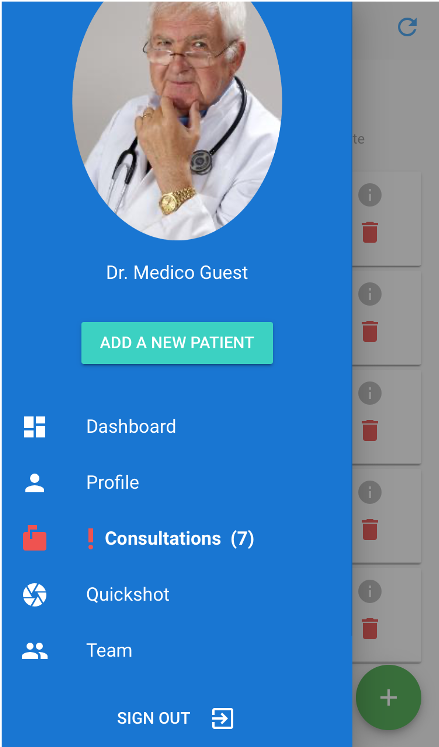 te
Dr. Medico Guest
ADD A NEW PATIENT
Dashboard
Profile
! Consultations (7)
Quickshot
Team
SIGN OUT